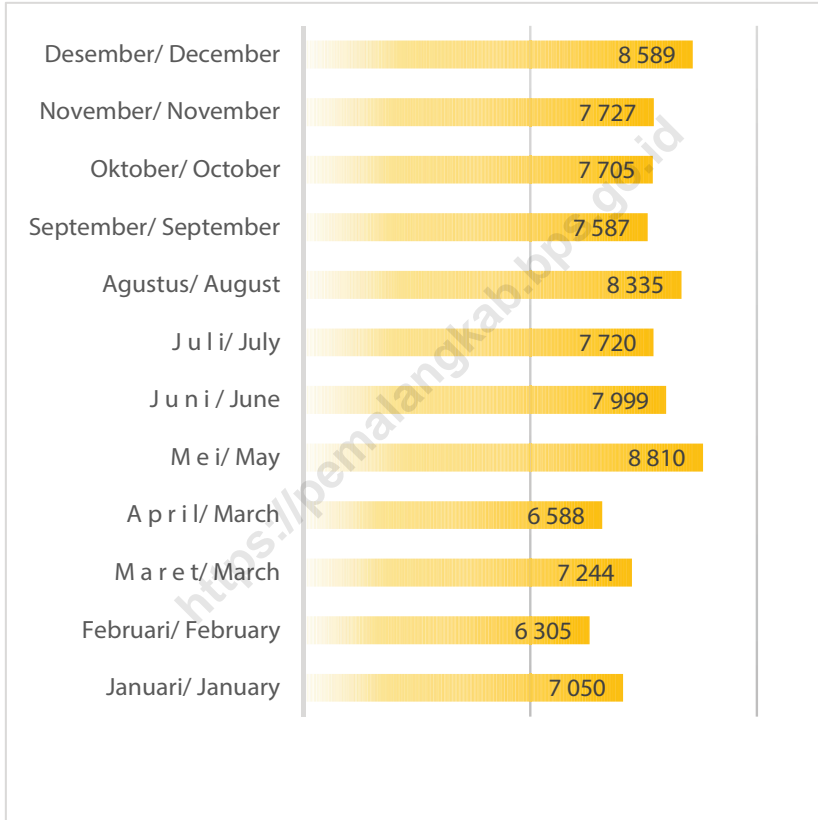 Desember/ December 8 589
November/ November 7 727
Oktober/ October 7 705
September/ September 7 587
Agustus/ August 8 335
J u l i/ July 7 720
J u n i / June 7 999
M e i/ May 8 810
A p r i l/ March 6 588
M a r e t/ March 7 244
Februari/ February 6 305
Januari/ January 7 050
https://pemalangkab.bps.go.id